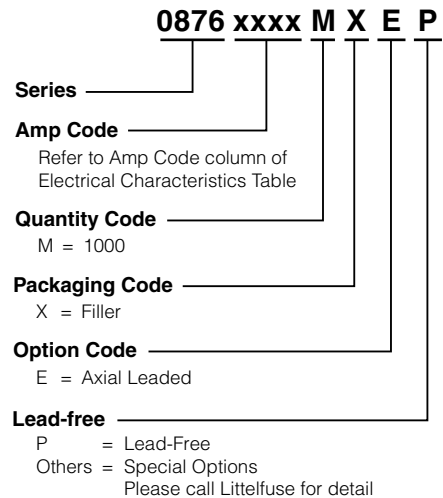 0876 xxxx M X E P
Series
Amp Code
Refer to Amp Code column of
Electrical Characteristics Table
Quantity Code
M = 1000
Packaging Code
X = Filler
Option Code
E = Axial Leaded
Lead-free
P = Lead-Free
Others = Special Options
Please call Littelfuse for detail